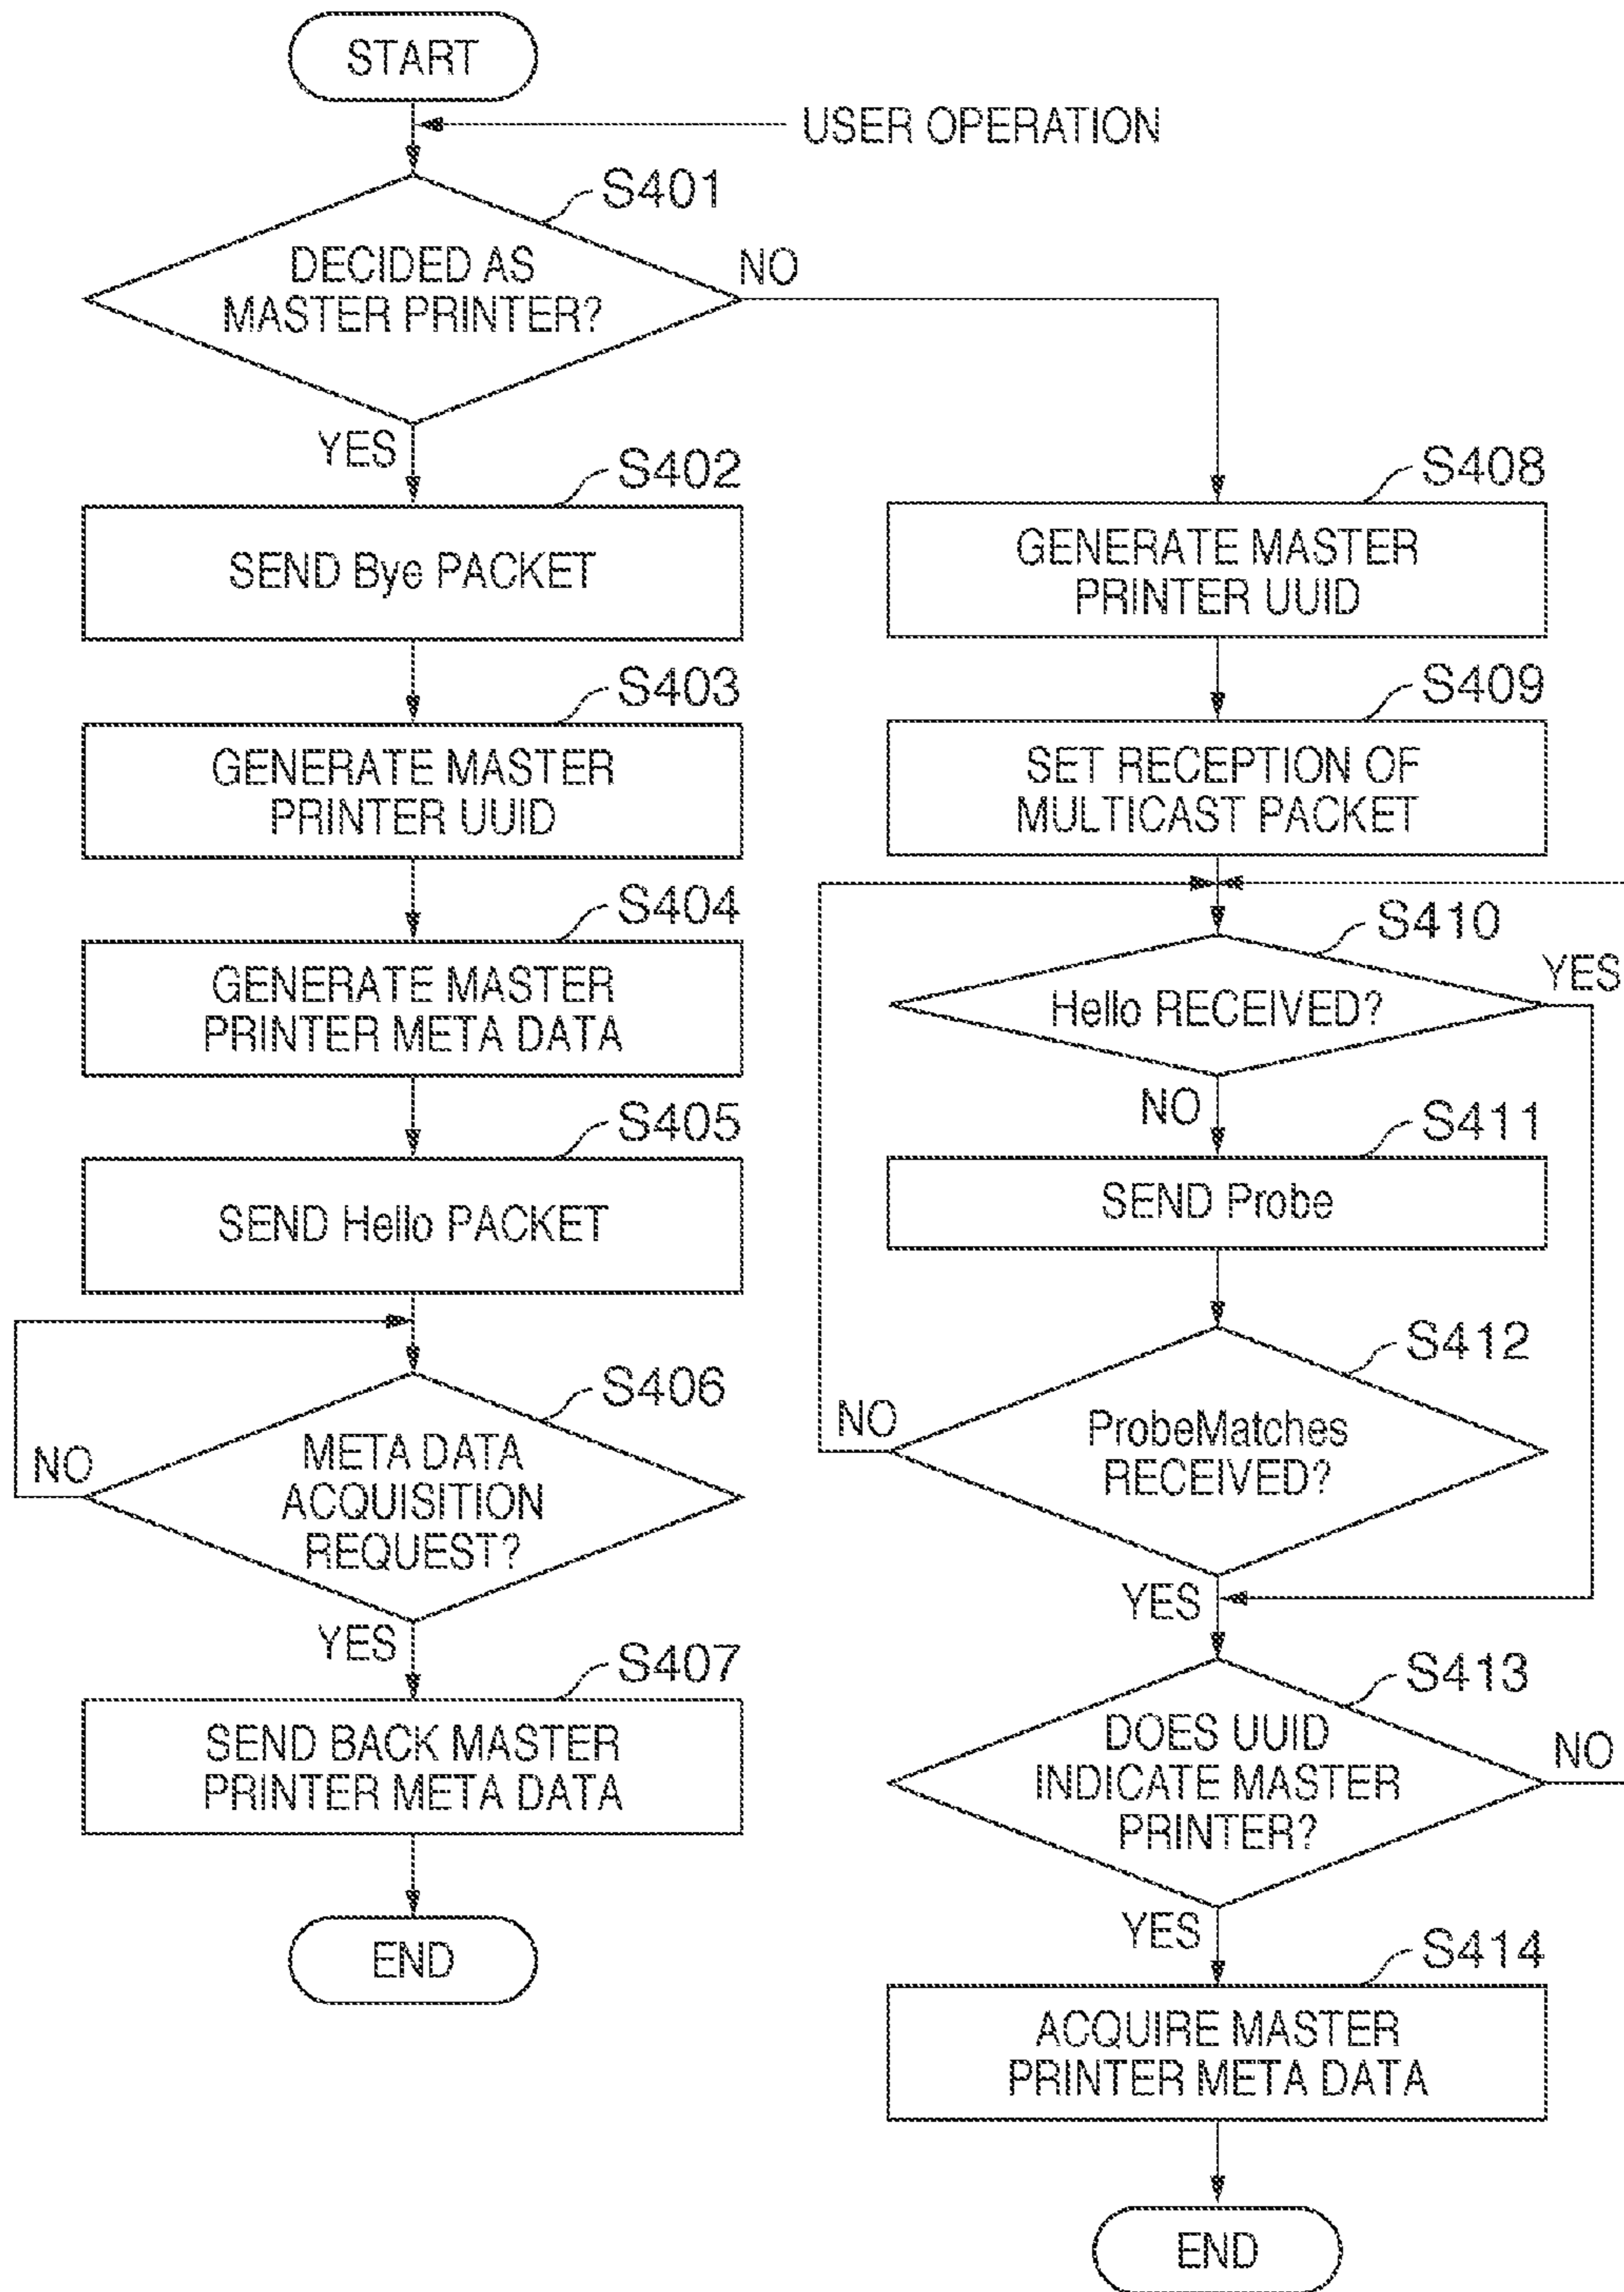 START
USER OPERATION
S401
DECIDED AS
MASTER PRINTER?
NO
YES
S402
SEND Bye PACKET
S403
GENERATE MASTER
PRINTER UUID
S404
GENERATE MASTER
PRINTER META DATA
S405
SEND Hello PACKET
S406
META DATA
ACQUISITION
REQUEST?
NO
YES
S407
SEND BACK MASTER
PRINTER META DATA
END
S408
GENERATE MASTER
PRINTER UUID
S409
SET RECEPTION OF
MULTICAST PACKET
S410
Hello RECEIVED?
YES
NO
S411
SEND Probe
S412
ProbeMatches
RECEIVED?
NO
YES
S413
DOES UUID
INDICATE MASTER
PRINTER?
NO
YES
S414
ACQUIRE MASTER
PRINTER META DATA
END